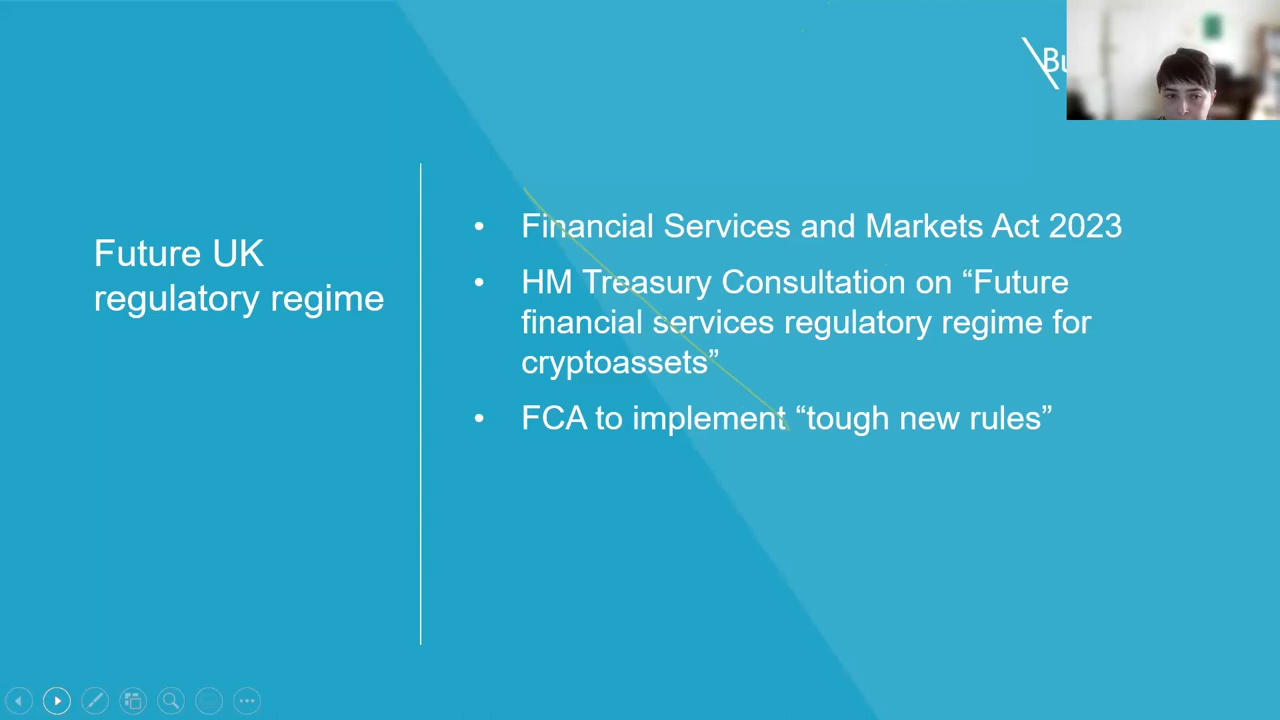 Bu
Future UK
regulatory regime
• Financial Services and Markets Act 2023
• HM Treasury Consultation on “Future
financial services regulatory regime for
cryptoassets”
• FCA to implement “tough new rules”